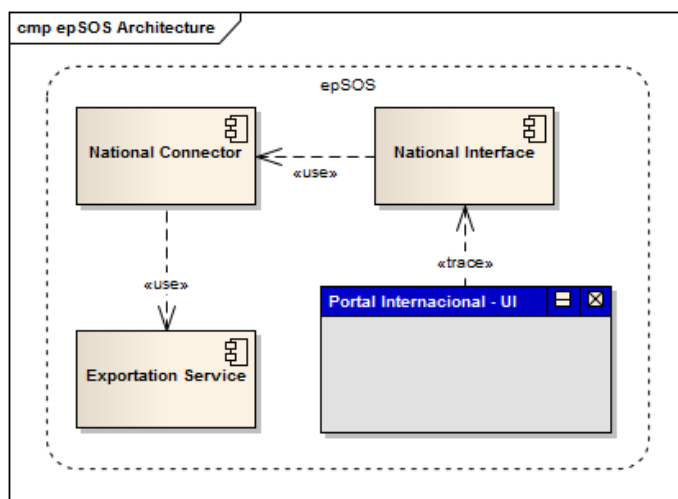 cmp epSOS Architecture
epSOS
National Connector
National Interface
«use»
«trace»
«use»
Portal Internacional - UI
Exportation Service